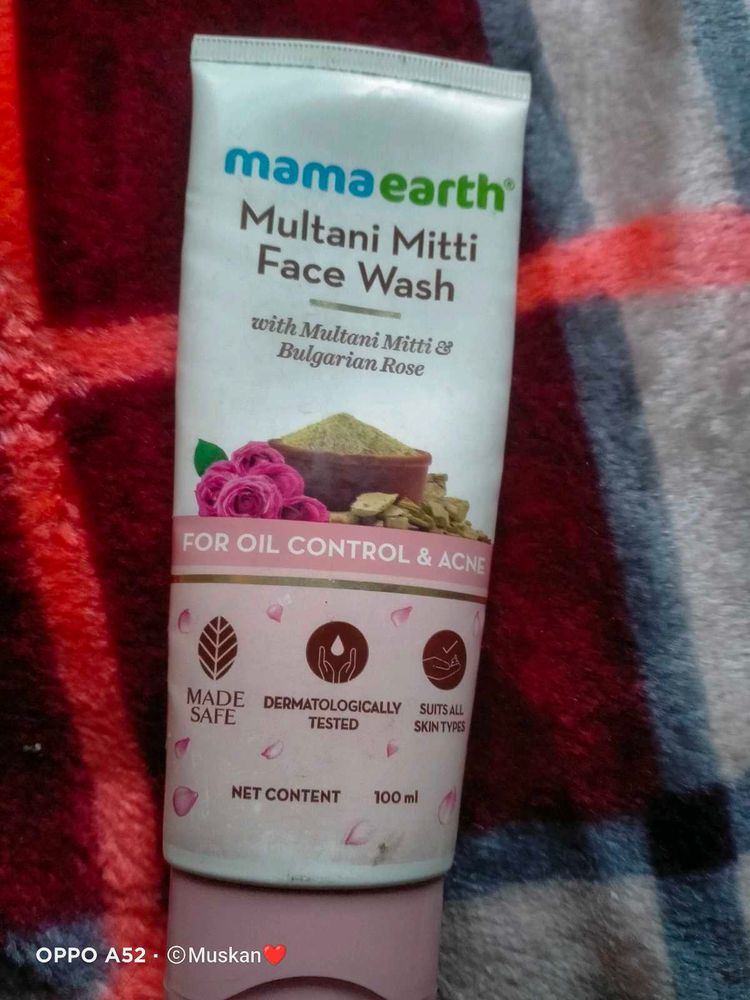 mamaearth®
Multani Mitti
Face Wash
with Multani Mitti &
Bulgarian Rose
FOR OIL CONTROL & ACNE
MADE
SAFE
DERMATOLOGICALLY
TESTED
SUITS ALL
SKIN TYPES
NET CONTENT 100 ml
OPPO A52 · ©Muskan❤️